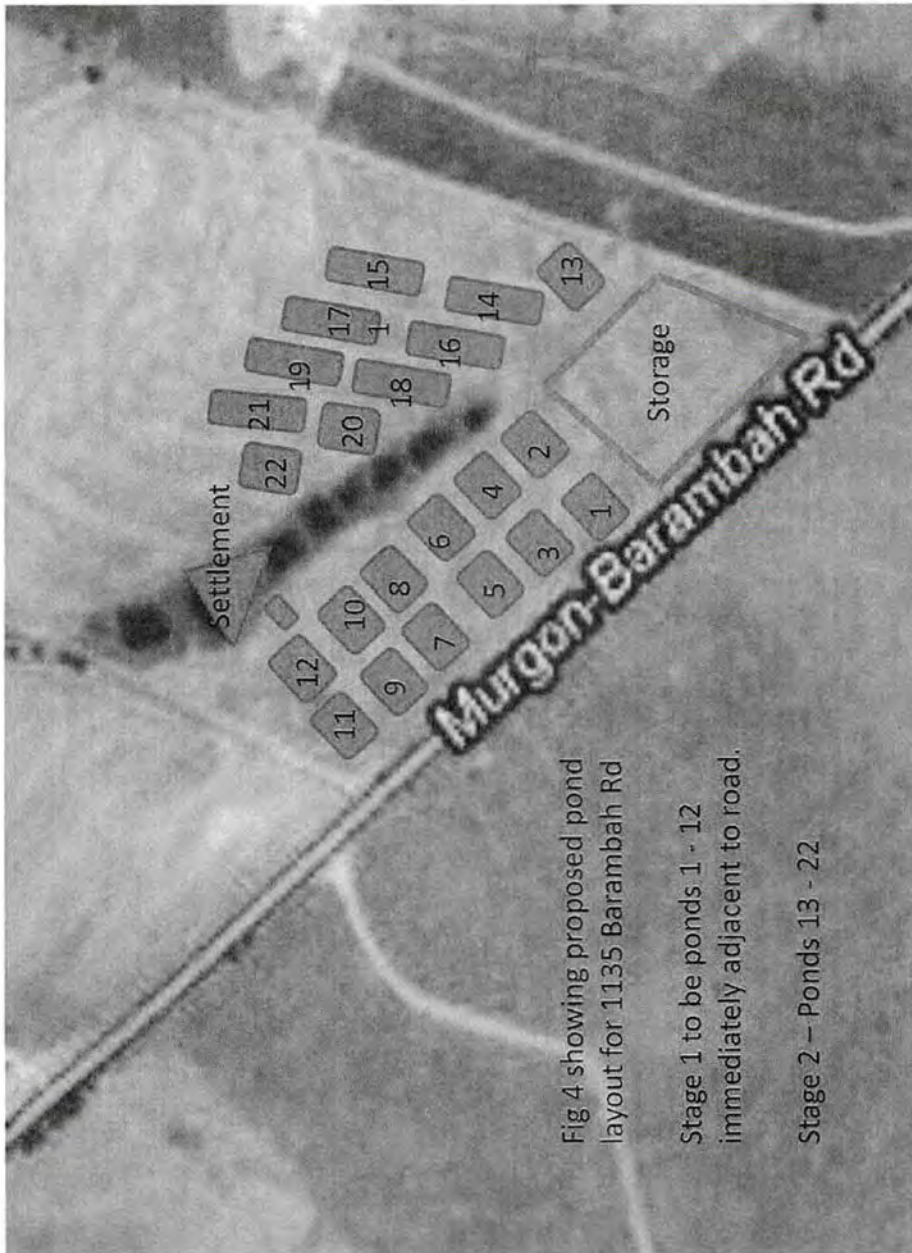 Fig 4 showing proposed pond
layout for 1135 Barambah Rd
Stage 1 to be ponds 1 - 12
immediately adjacent to road.
Stage 2 – Ponds 13 - 22
Murgon-Barambah Rd
Settlement
Storage
11
12
9
10
7
8
5
6
3
4
1
2
22
21
20
19
18
17
1
16
15
14
13